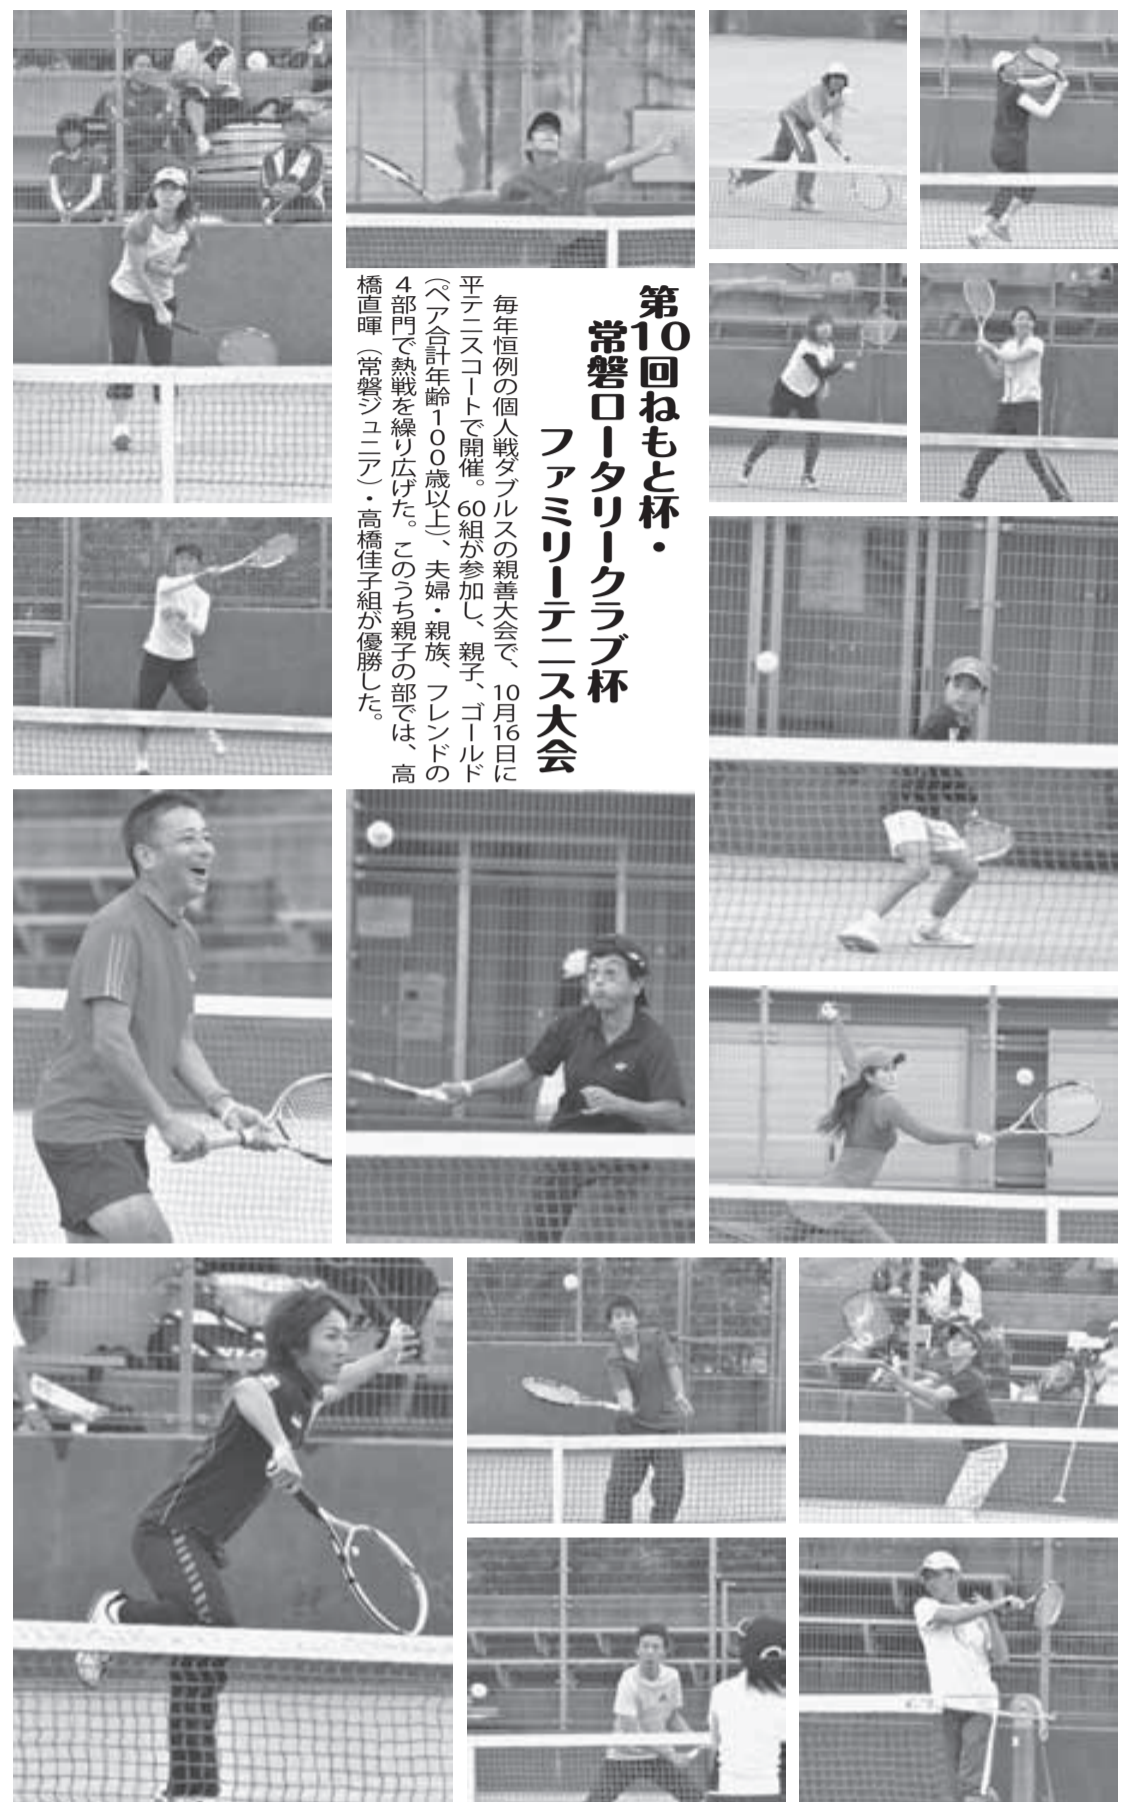 第10回ねもと杯・
常磐ロータリークラブ杯
ファミリーテニス大会
毎年恒例の個人戦ダブルスの親善大会で、10月16日に
平テニスコートで開催。60組が参加し、親子、ゴールド
（ペア合計年齢100歳以上）、夫婦・親族、フレンドの
4部門で熱戦を繰り広げた。このうち親子の部では、高
橋直暉（常磐ジュニア）・高橋佳子組が優勝した。